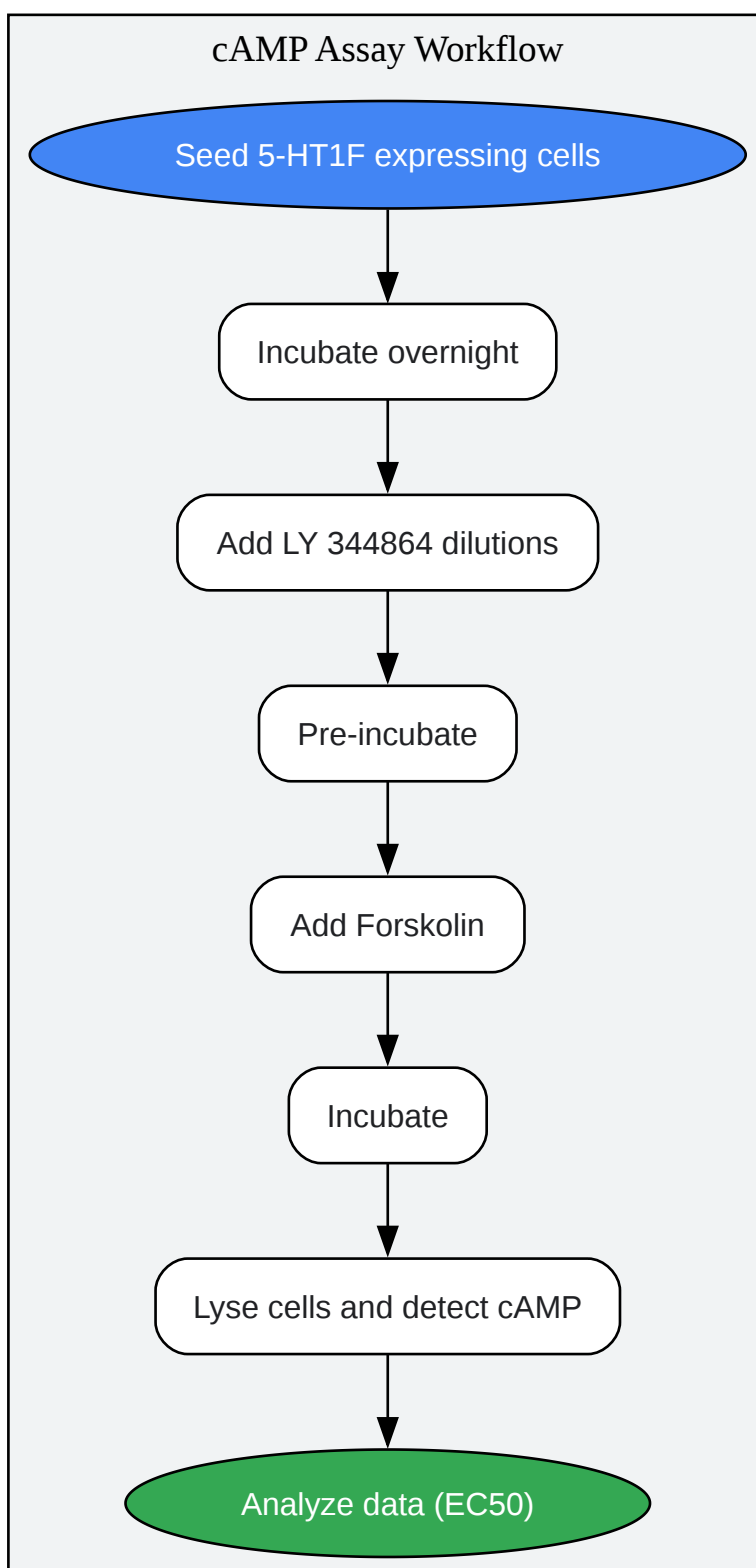 cAMP Assay Workflow
Seed 5-HT1F expressing cells
Incubate overnight
Add LY 344864 dilutions
Pre-incubate
Add Forskolin
Incubate
Lyse cells and detect cAMP
Analyze data (EC50)